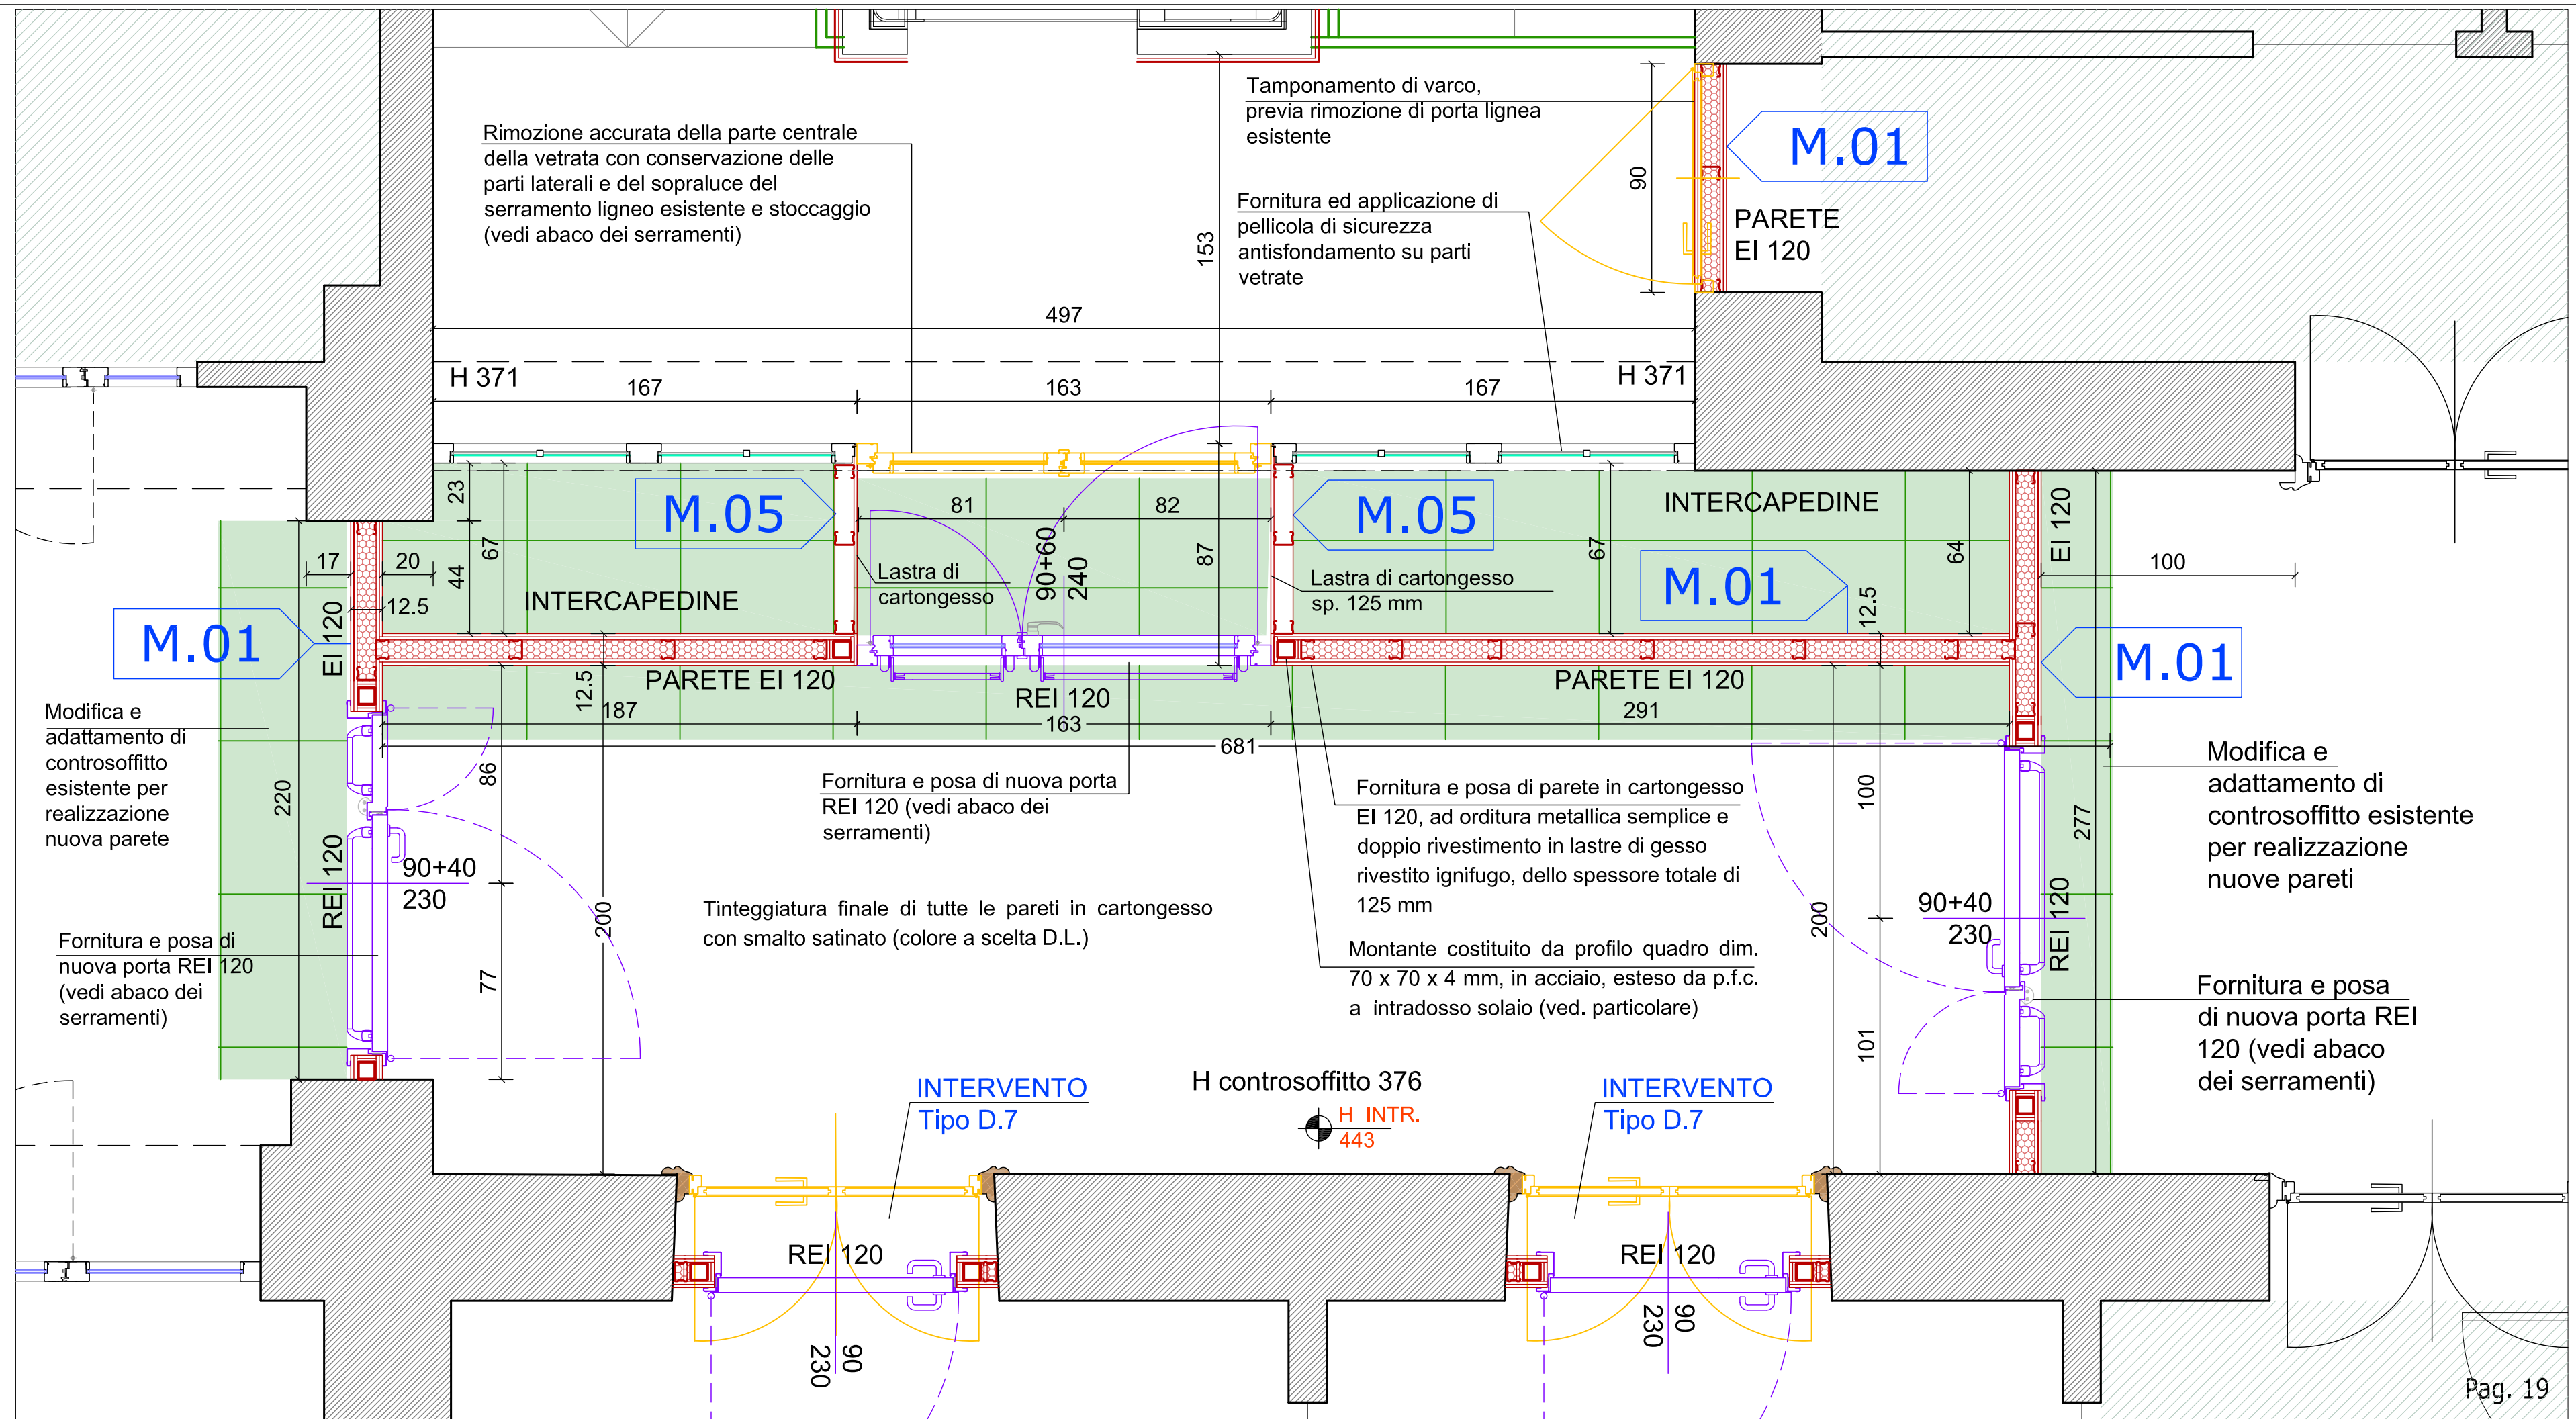 Rimozione accurata della parte centrale
della vetrata con conservazione delle
parti laterali e del sopraluce del
serramento ligneo esistente e stoccaggio
(vedi abaco dei serramenti)
Tamponamento di varco,
previa rimozione di porta lignea
esistente
Fornitura ed applicazione di
pellicola di sicurezza
antisfondamento su parti
vetrate
153
90
M.01
PARETE
EI 120
497
H 371
167
163
167
H 371
23
67
44
M.05
81
82
90+60
240
87
M.05
INTERCAPEDINE
67
64
EI 120
17
20
12.5
INTERCAPEDINE
Lastra di
cartongesso
Lastra di cartongesso
sp. 125 mm
M.01
12.5
100
M.01
EI 120
PARETE EI 120
12.5
REI 120
PARETE EI 120
M.01
187
163
291
681
Modifica e
adattamento di
controsoffitto
esistente per
realizzazione
nuova parete
220
86
Fornitura e posa di nuova porta
REI 120 (vedi abaco dei
serramenti)
Fornitura e posa di parete in cartongesso
EI 120, ad orditura metallica semplice e
doppio rivestimento in lastre di gesso
rivestito ignifugo, dello spessore totale di
125 mm
100
277
Modifica e
adattamento di
controsoffitto esistente
per realizzazione
nuove pareti
REI 120
90+40
230
200
77
Tinteggiatura finale di tutte le pareti in cartongesso
con smalto satinato (colore a scelta D.L.)
Fornitura e posa di
nuova porta REI 120
(vedi abaco dei
serramenti)
Montante costituito da profilo quadro dim.
70 x 70 x 4 mm, in acciaio, esteso da p.f.c.
a intradosso solaio (ved. particolare)
200
90+40
230
REI 120
101
Fornitura e posa
di nuova porta REI
120 (vedi abaco
dei serramenti)
INTERVENTO
Tipo D.7
H controsoffitto 376
H INTR.
443
INTERVENTO
Tipo D.7
REI 120
90
230
REI 120
90
230
Pag. 19